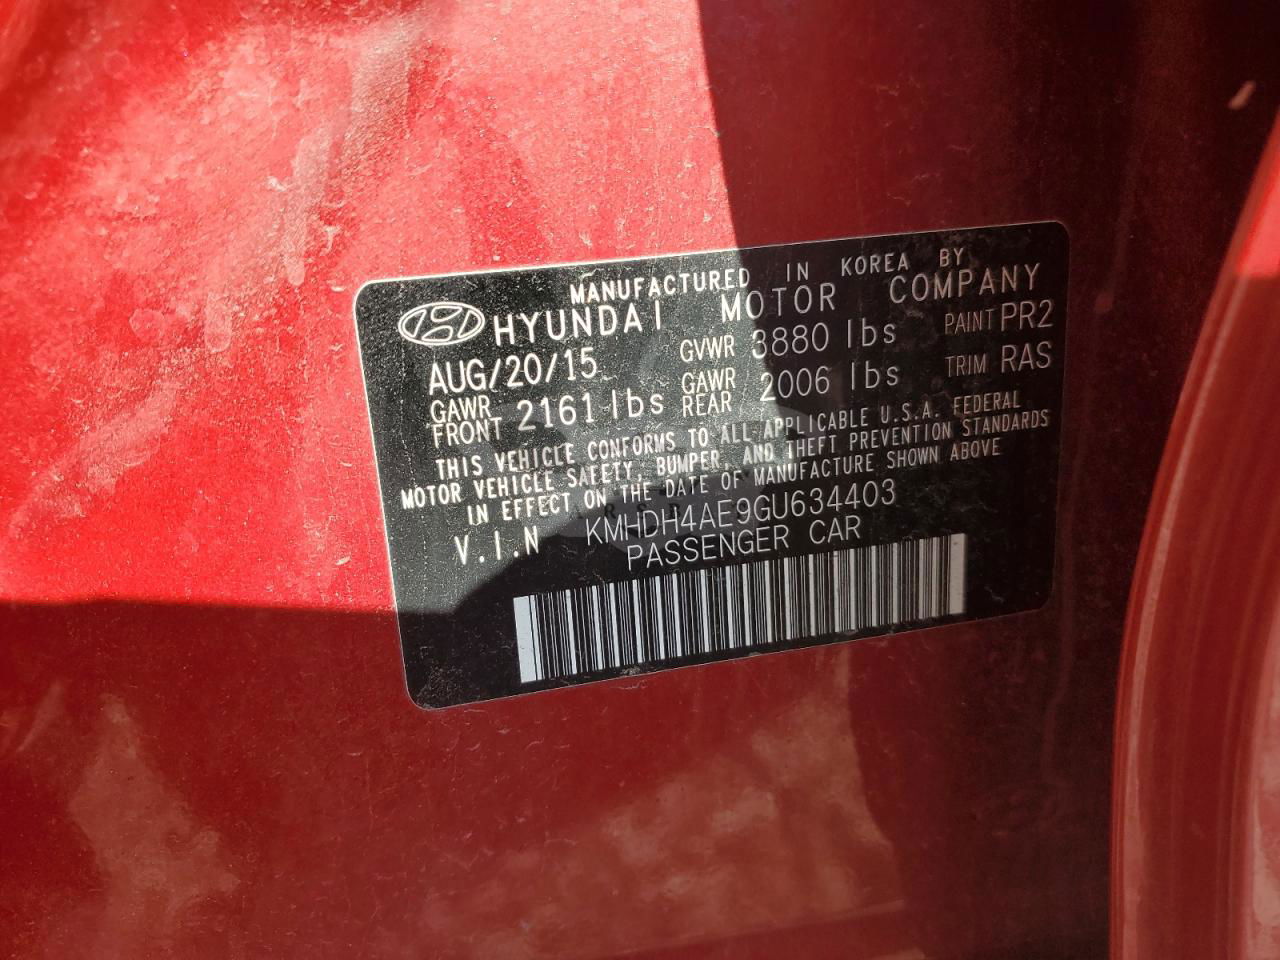 MANUFACTURED IN KOREA BY
HYUNDAI MOTOR COMPANY
AUG/20/15 GVWR 3880 lbs PAINT PR2
GAWR FRONT 2161 lbs GAWR REAR 2006 lbs TRIM RAS
THIS VEHICLE CONFORMS TO ALL APPLICABLE U.S.A. FEDERAL
MOTOR VEHICLE SAFETY, BUMPER, AND THEFT PREVENTION STANDARDS
IN EFFECT ON THE DATE OF MANUFACTURE SHOWN ABOVE
V.I.N KMHDH4AE9GU634403
PASSENGER CAR